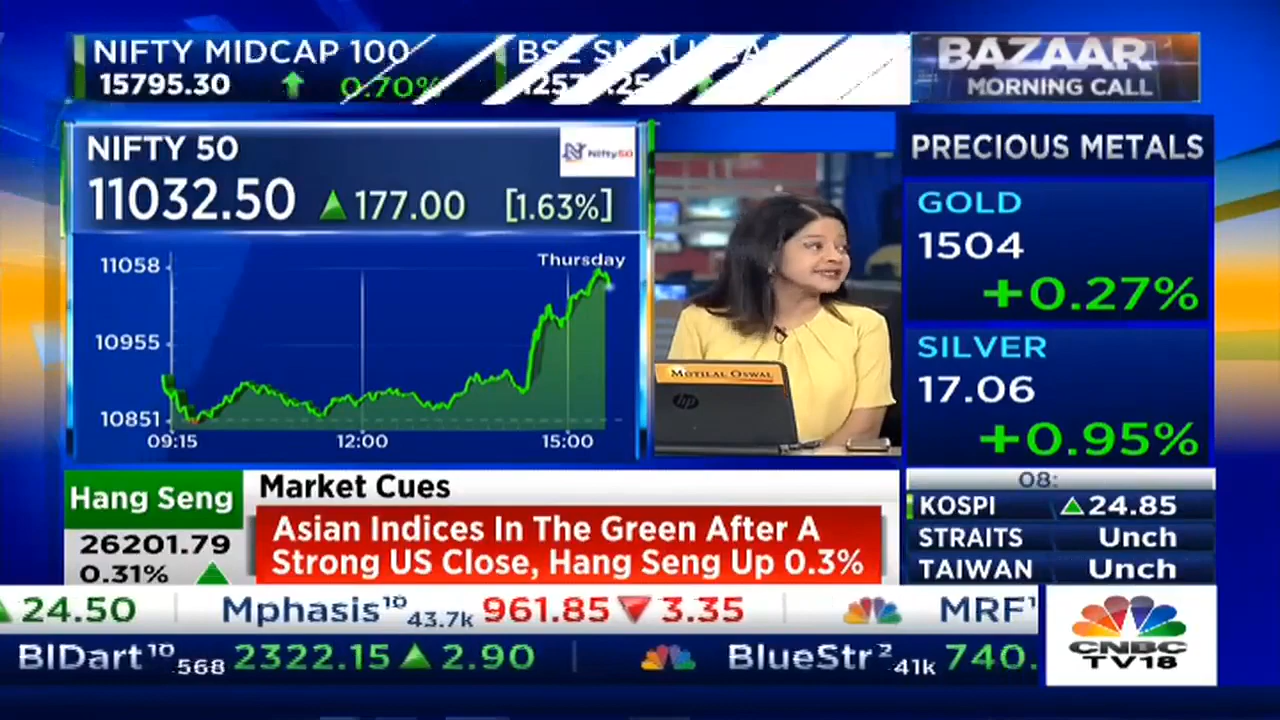 NIFTY MIDCAP 100
15795.30 0.70%
BAZAAR
MORNING CALL
NIFTY 50
Nifty50
11032.50 177.00 [1.63%]
Thursday
11058
10955
10851
09:15 12:00 15:00
MOTILAL OSWAL
hp
PRECIOUS METALS
GOLD
1504
+0.27%
SILVER
17.06
+0.95%
08:
KOSPI 24.85
STRAITS Unch
TAIWAN Unch
Hang Seng
26201.79
0.31%
Market Cues
Asian Indices In The Green After A
Strong US Close, Hang Seng Up 0.3%
24.50 Mphasis 10 43.7k 961.85 3.35 MRF
BIDart 10 568 2322.15 2.90 BlueStr 2 41k 740.
CNBC
TV18